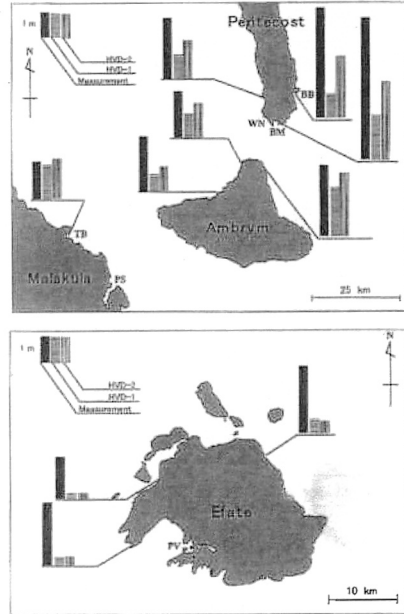 Pentecost
1 m
N
HVD-2
HVD-1
Measurement
BB
WN
BM
TB
Ambrym
Malakula
PS
25 km
N
1 m
HVD-2
HVD-1
Measurement
Efate
PV
10 km